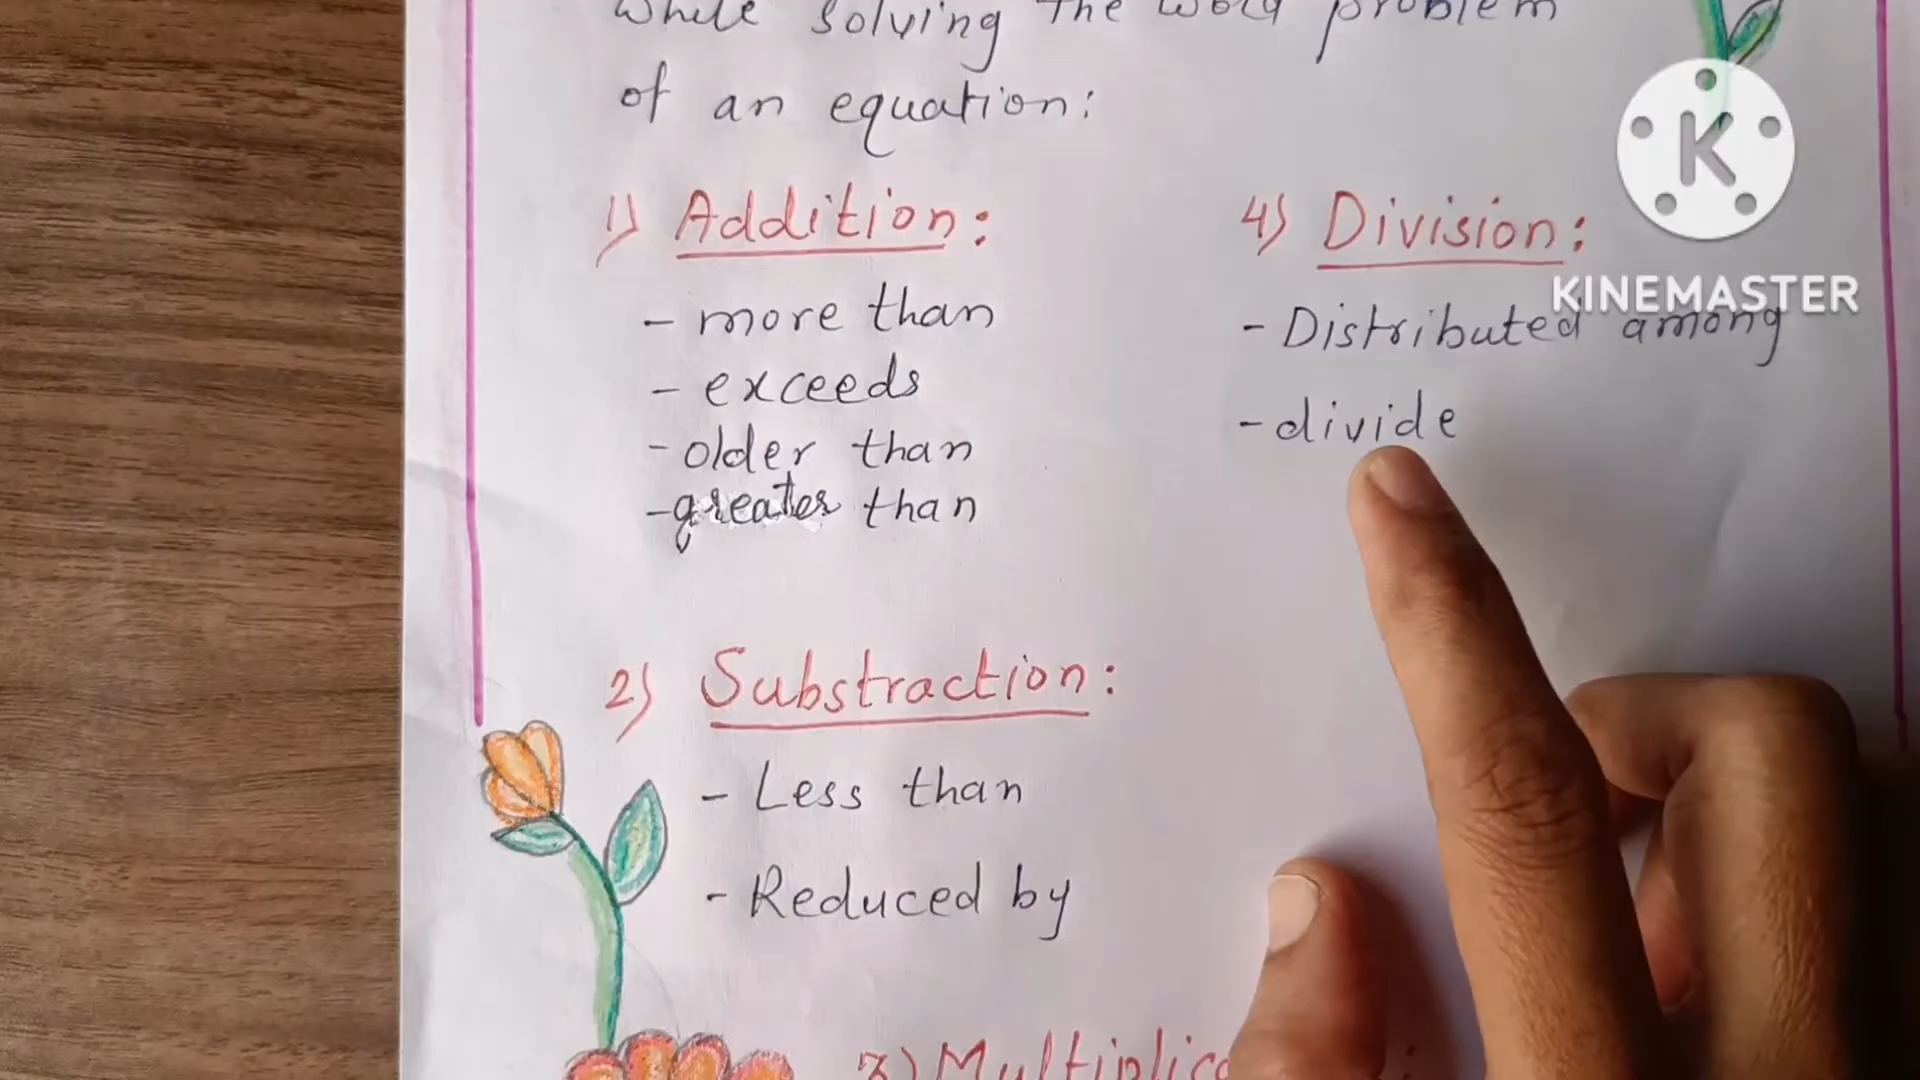 while solving the word problem
of an equation:
1) Addition:
- more than
- exceeds
- older than
- greater than
2) Substraction:
- Less than
- Reduced by
4) Division:
- Distributed among
- divide
K
KINEMASTER